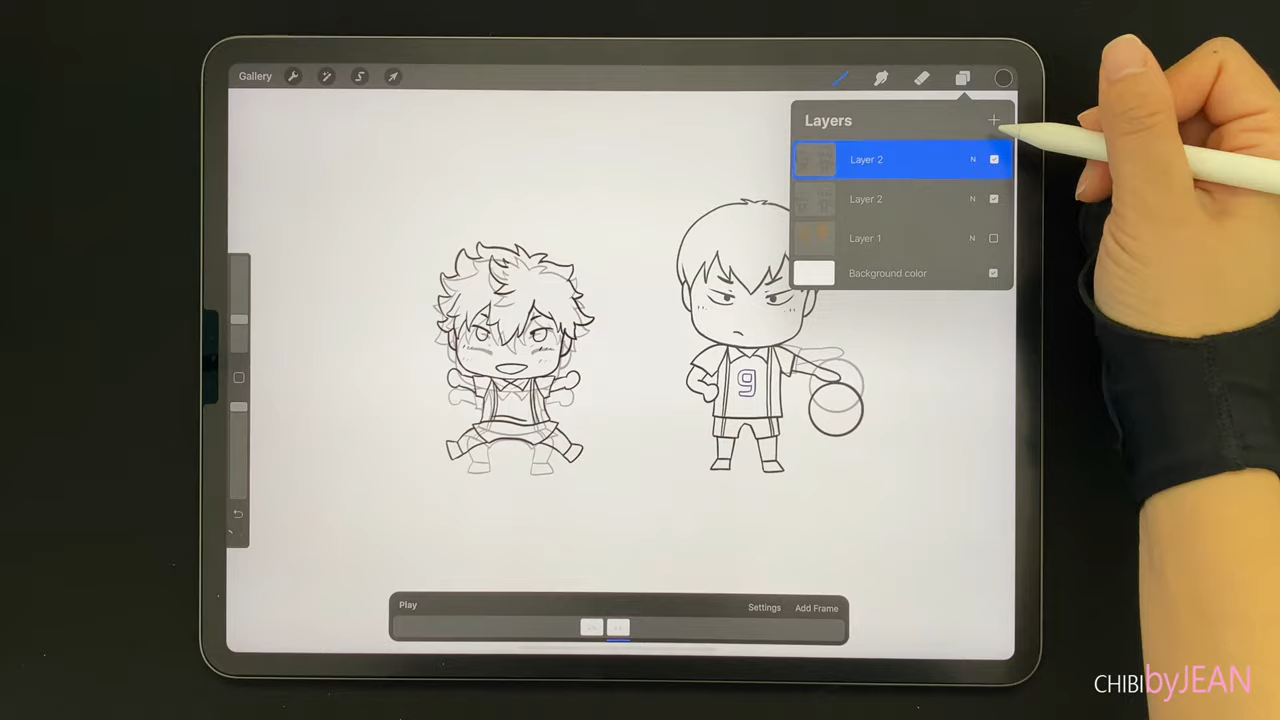 Gallery
Layers
Layer 2 N
Layer 2 N
Layer 1 N
Background color
9
Play
Settings Add Frame
CHIBIbyJEAN